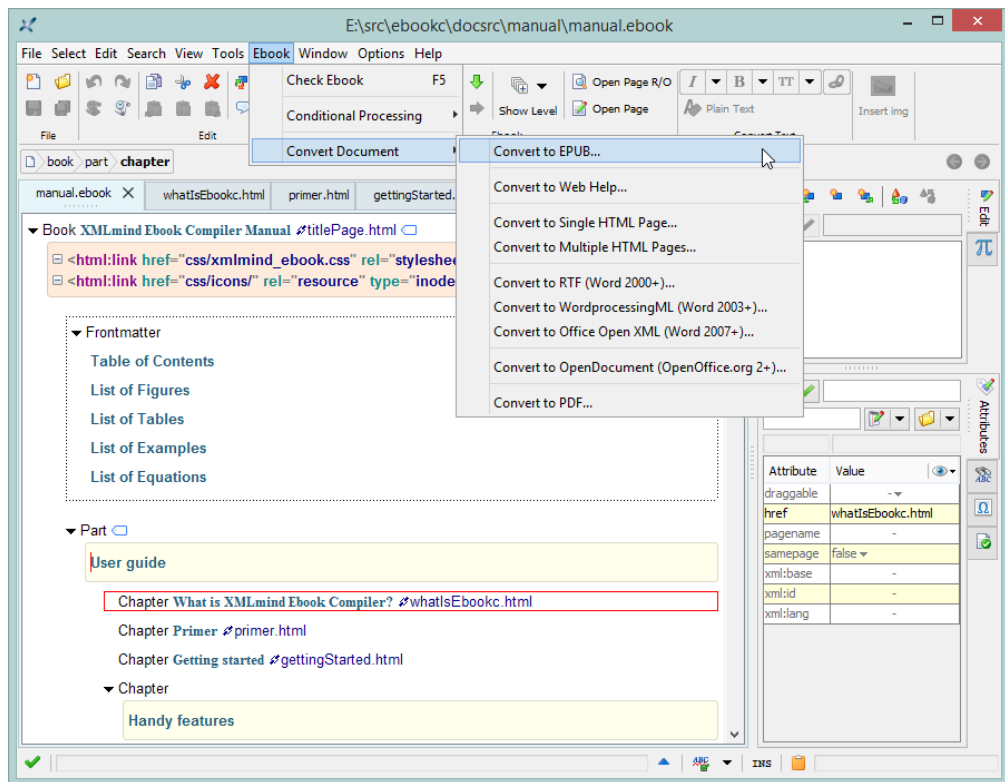 E:\src\ebookc\docsrc\manual\manual.ebook
File Select Edit Search View Tools Ebook Window Options Help
Check Ebook F5
Conditional Processing
Convert Document
Open Page R/O
Show Level
Open Page
I B TT
Plain Text
Insert img
File
Edit
book part chapter
Convert to EPUB...
Convert to Web Help...
Convert to Single HTML Page...
Convert to Multiple HTML Pages...
Convert to RTF (Word 2000+)...
Convert to WordprocessingML (Word 2003+)...
Convert to Office Open XML (Word 2007+)...
Convert to OpenDocument (OpenOffice.org 2+)...
Convert to PDF...
manual.ebook whatIsEbookc.html primer.html gettingStarted.
Book XMLmind Ebook Compiler Manual titlePage.html
<html:link href="css/xmlmind_ebook.css" rel="styleshee
<html:link href="css/icons/" rel="resource" type="inode
Frontmatter
Table of Contents
List of Figures
List of Tables
List of Examples
List of Equations
Part
User guide
Chapter What is XMLmind Ebook Compiler? whatIsEbookc.html
Chapter Primer primer.html
Chapter Getting started gettingStarted.html
Chapter
Handy features
Edit
π
Attributes
ABC
Ω
Attribute Value
draggable -
href whatIsEbookc.html
pagename -
samepage false
xml:base -
xml:id -
xml:lang -
ABC
INS